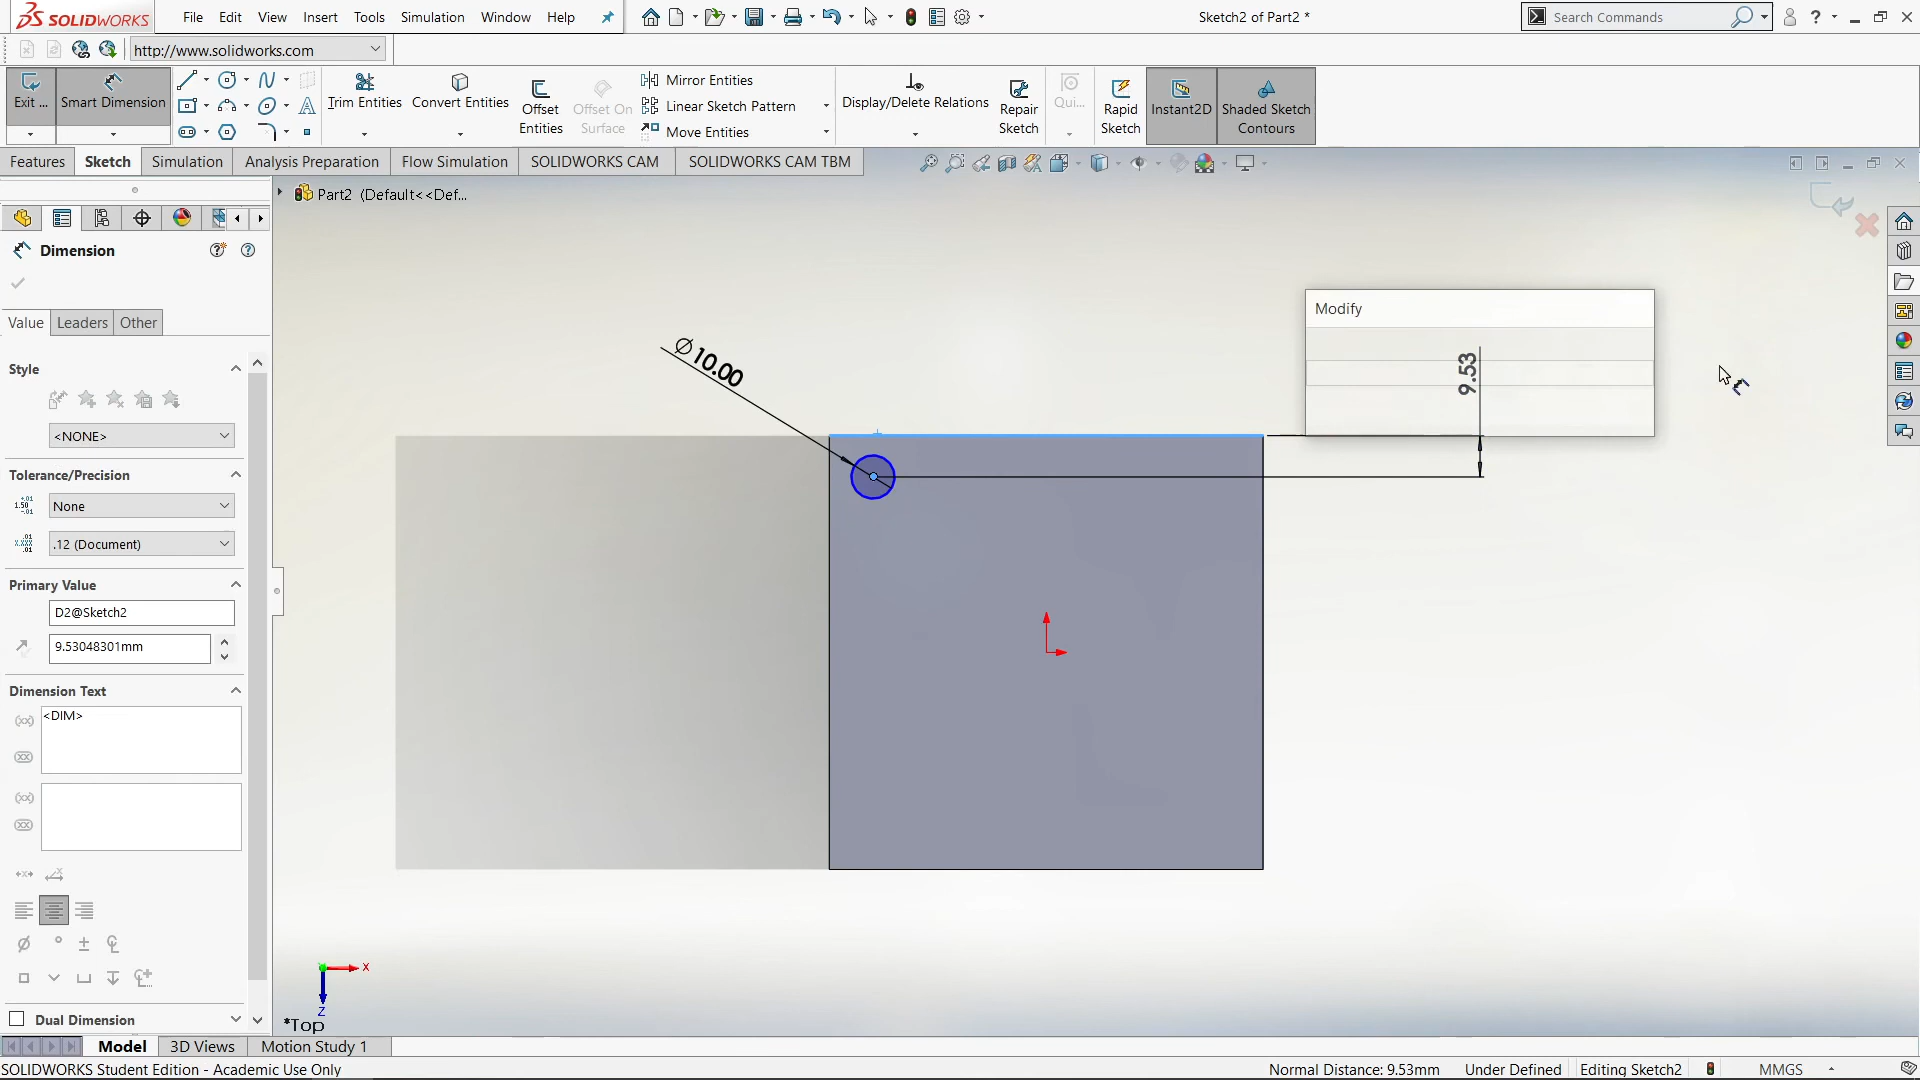 SOLIDWORKS
File Edit View Insert Tools Simulation Window Help
Sketch2 of Part2 *
Search Commands
http://www.solidworks.com
Exit ...
Smart Dimension
Trim Entities
Convert Entities
Offset Entities
Offset On Surface
Mirror Entities
Linear Sketch Pattern
Move Entities
Display/Delete Relations
Repair Sketch
Qui...
Rapid Sketch
Instant2D
Shaded Sketch Contours
Features Sketch Simulation Analysis Preparation Flow Simulation SOLIDWORKS CAM SOLIDWORKS CAM TBM
Part2 (Default<<Def...
Dimension
Value Leaders Other
Style
<NONE>
Tolerance/Precision
None
.12 (Document)
Primary Value
D2@Sketch2
9.53048301mm
Dimension Text
<DIM>
Dual Dimension
Modify
9.53
Ø 10.00
X
Z
*Top
Model 3D Views Motion Study 1
SOLIDWORKS Student Edition - Academic Use Only
Normal Distance: 9.53mm Under Defined Editing Sketch2 MMGS